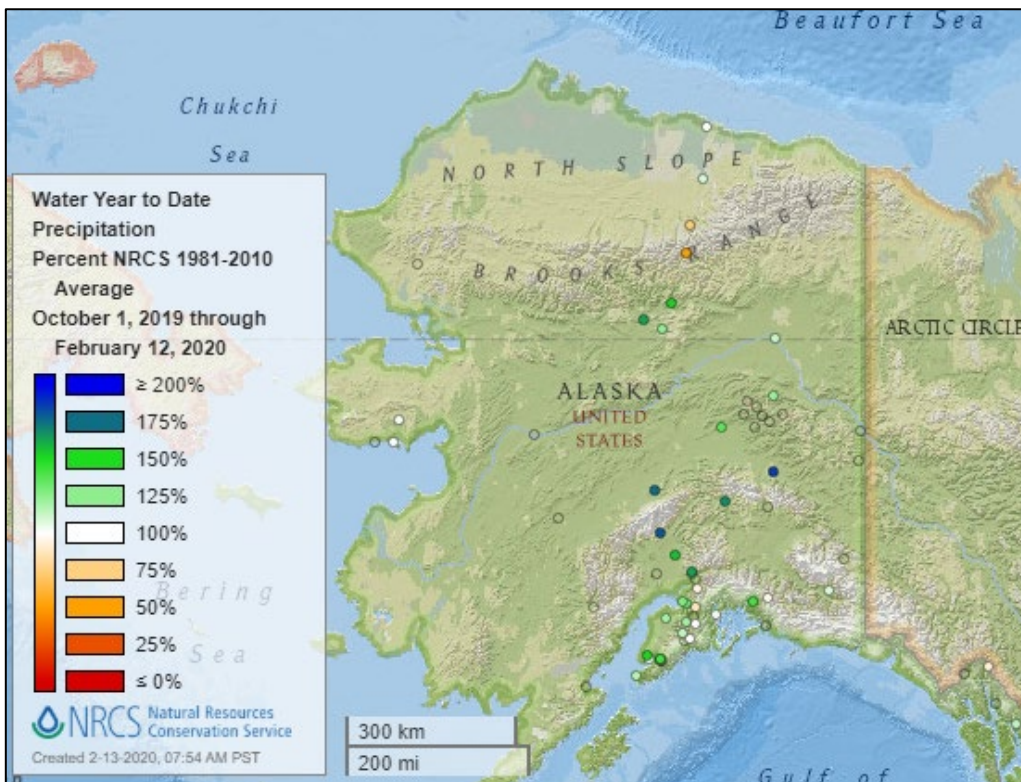 Beaufort Sea
Chukchi
Sea
NORTH SLOPE
BROOKS RANGE
ARCTIC CIRCLE
ALASKA
UNITED
STATES
Water Year to Date
Precipitation
Percent NRCS 1981-2010
Average
October 1, 2019 through
February 12, 2020
≥ 200%
175%
150%
125%
100%
75%
50%
25%
≤ 0%
Bering
Sea
NRCS Natural Resources
Conservation Service
Created 2-13-2020, 07:54 AM PST
300 km
200 mi
Gulf of